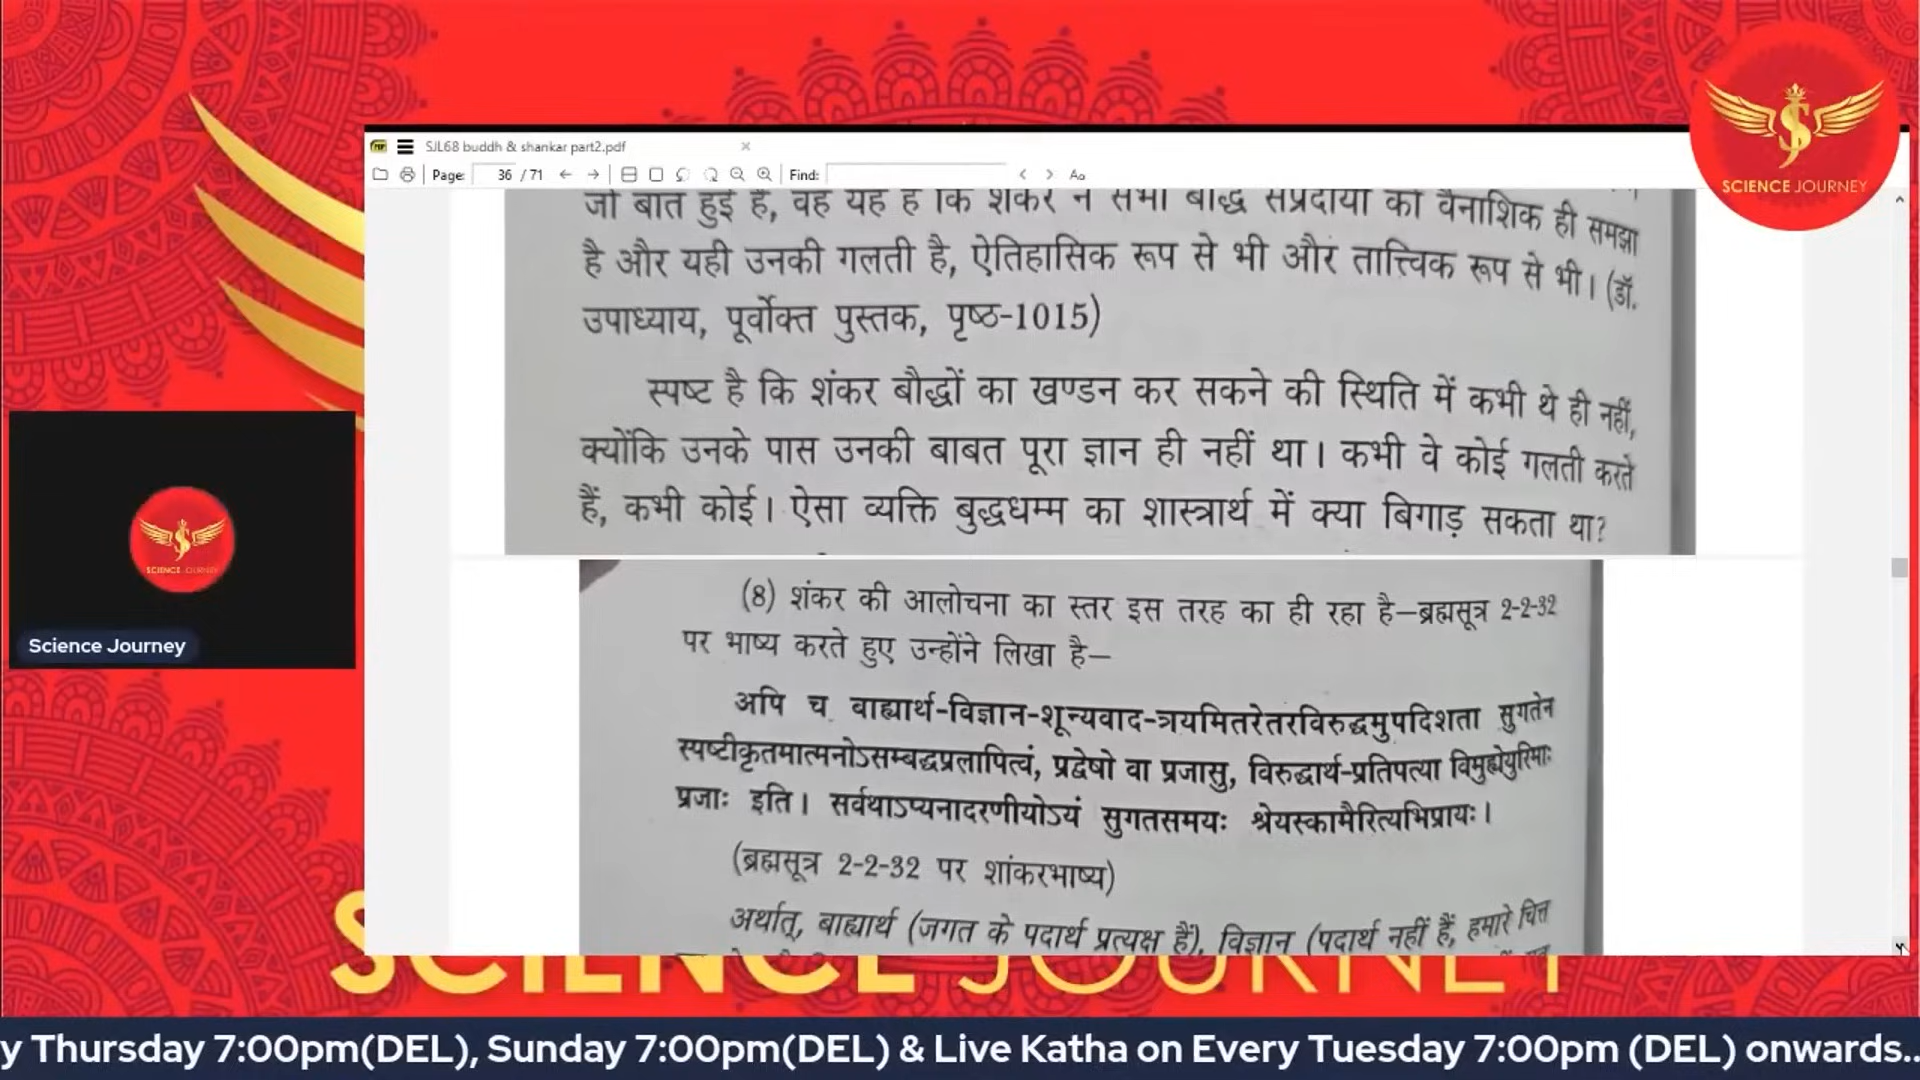 SCIENCE JOURNEY
SJL68 buddh & shankar part2.pdf
Page: 36 / 71 Find: Aa
जो बात हुई है, वह यह है कि शंकर ने सभी बौद्ध संप्रदायों को वैनाशिक ही समझा
है और यही उनकी गलती है, ऐतिहासिक रूप से भी और तात्त्विक रूप से भी। (डॉ.
उपाध्याय, पूर्वोक्त पुस्तक, पृष्ठ-1015)
स्पष्ट है कि शंकर बौद्धों का खण्डन कर सकने की स्थिति में कभी थे ही नहीं,
क्योंकि उनके पास उनकी बाबत पूरा ज्ञान ही नहीं था। कभी वे कोई गलती करते
हैं, कभी कोई। ऐसा व्यक्ति बुद्धधम्म का शास्त्रार्थ में क्या बिगाड़ सकता था?
(8) शंकर की आलोचना का स्तर इस तरह का ही रहा है—ब्रह्मसूत्र 2-2-32
पर भाष्य करते हुए उन्होंने लिखा है—
अपि च बाह्यार्थ-विज्ञान-शून्यवाद-त्रयमितरेतरविरुद्धमुपदिशता सुगतेन
स्पष्टीकृतमात्मनोऽसम्बद्धप्रलापित्वं, प्रद्वेषो वा प्रजासु, विरुद्धार्थ-प्रतिपत्या विमुह्येयुरिमाः
प्रजाः इति। सर्वथाऽप्यनादरणीयोऽयं सुगतसमयः श्रेयस्कामैरित्यभिप्रायः।
(ब्रह्मसूत्र 2-2-32 पर शांकरभाष्य)
अर्थात्, बाह्यार्थ (जगत के पदार्थ प्रत्यक्ष हैं), विज्ञान (पदार्थ नहीं हैं, हमारे चित्त
SCIENCE JOURNEY
Science Journey
SCIENCE JOURNEY
y Thursday 7:00pm(DEL), Sunday 7:00pm(DEL) & Live Katha on Every Tuesday 7:00pm (DEL) onwards..